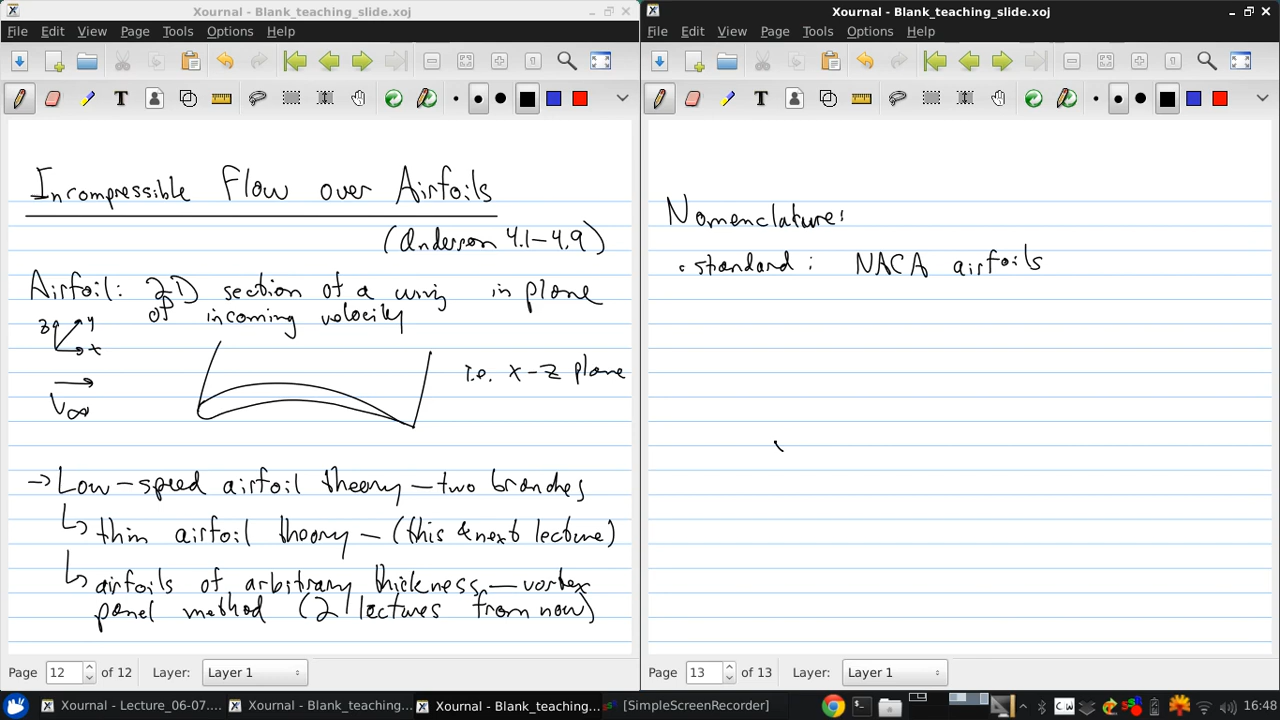 Xournal - Blank_teaching_slide.xoj
File Edit View Page Tools Options Help
Incompressible Flow over Airfoils
(Anderson 4.1-4.9)
Airfoil: 2D section of a wing in plane
of incoming velocity
z y
x
V∞
i.e. x-z plane
→ Low-speed airfoil theory - two branches
↳ thin airfoil theory - (this & next lecture)
↳ airfoils of arbitrary thickness - vortex
panel method (2 lectures from now)
Page 12 of 12 Layer: Layer 1
Xournal - Blank_teaching_slide.xoj
File Edit View Page Tools Options Help
Nomenclature:
• standard: NACA airfoils
Page 13 of 13 Layer: Layer 1
Xournal - Lecture_06-07.... Xournal - Blank_teaching... Xournal - Blank_teaching... [SimpleScreenRecorder] 16:48